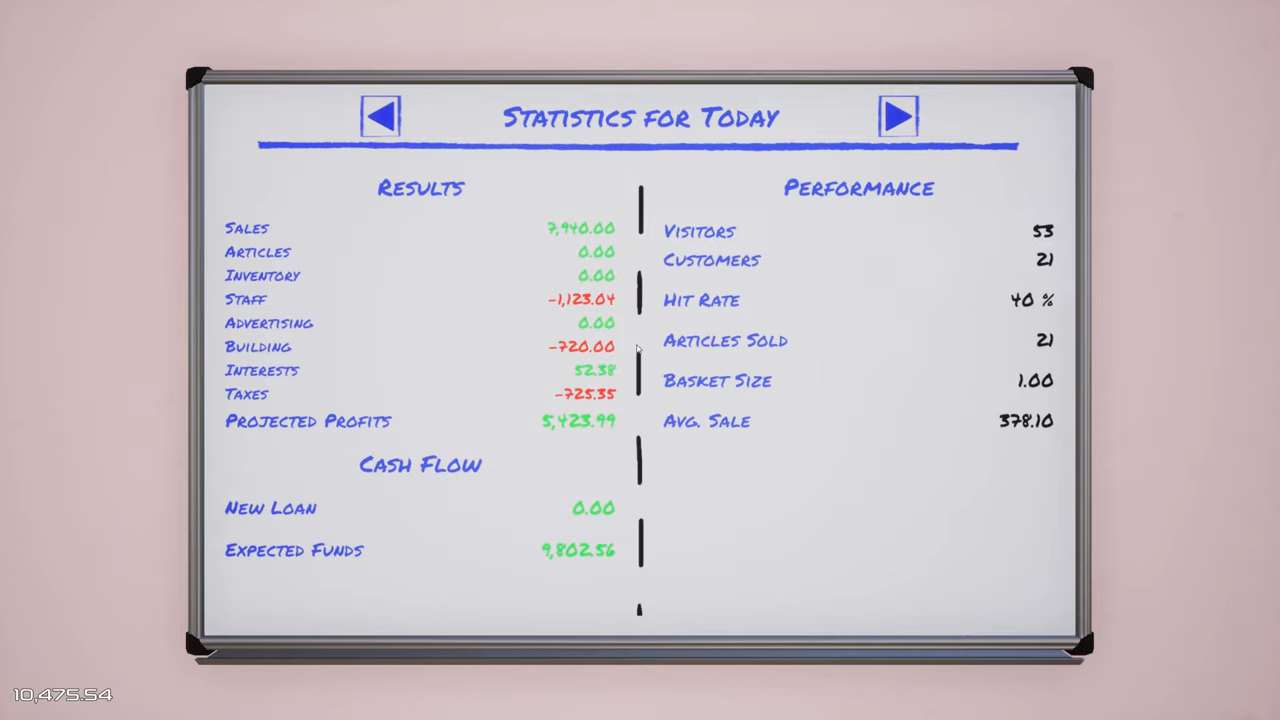 Statistics for Today
Results
Sales 7,940.00
Articles 0.00
Inventory 0.00
Staff -1,123.04
Advertising 0.00
Building -720.00
Interests 52.38
Taxes -725.35
Projected Profits 5,423.99
Cash Flow
New Loan 0.00
Expected Funds 9,802.56
Performance
Visitors 53
Customers 21
Hit Rate 40 %
Articles Sold 21
Basket Size 1.00
Avg. Sale 378.10
10,475.54